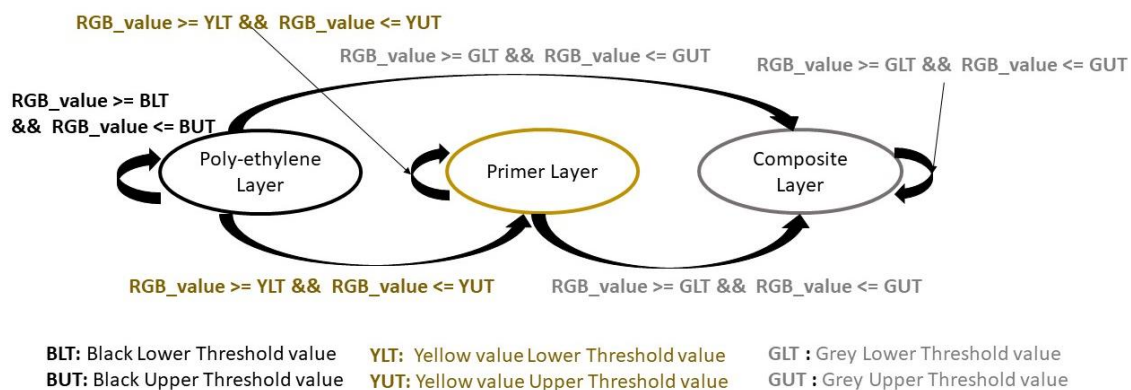 RGB_value >= YLT && RGB_value <= YUT
RGB_value >= GLT && RGB_value <= GUT
RGB_value >= GLT && RGB_value <= GUT
RGB_value >= BLT
&& RGB_value <= BUT
Poly-ethylene
Layer
Primer Layer
Composite
Layer
RGB_value >= YLT && RGB_value <= YUT
RGB_value >= GLT && RGB_value <= GUT
BLT: Black Lower Threshold value
BUT: Black Upper Threshold value
YLT: Yellow value Lower Threshold value
YUT: Yellow value Upper Threshold value
GLT : Grey Lower Threshold value
GUT : Grey Upper Threshold value